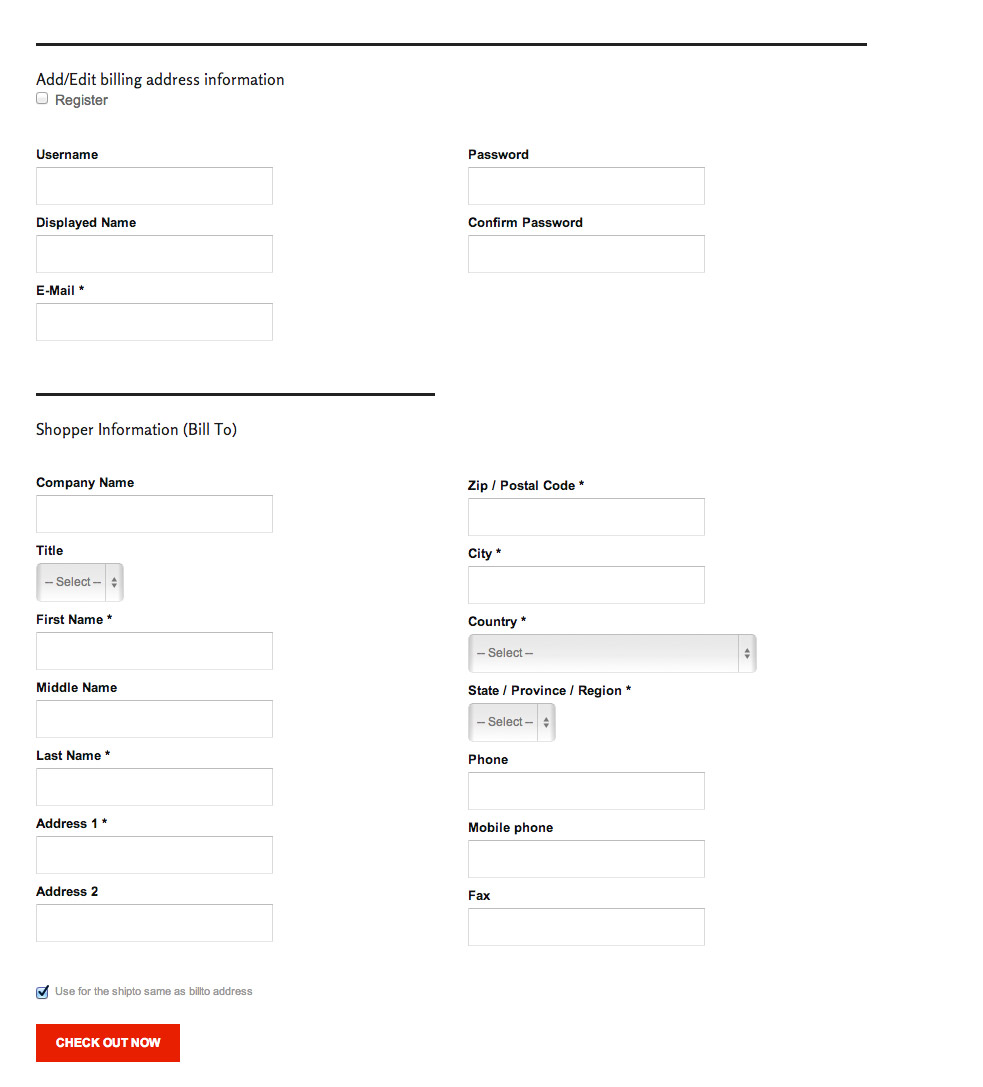 Add/Edit billing address information
Register
Username
Password
Displayed Name
Confirm Password
E-Mail *
Shopper Information (Bill To)
Company Name
Title
-- Select --
First Name *
Middle Name
Last Name *
Address 1 *
Address 2
Zip / Postal Code *
City *
Country *
-- Select --
State / Province / Region *
-- Select --
Phone
Mobile phone
Fax
Use for the shipto same as billto address
CHECK OUT NOW